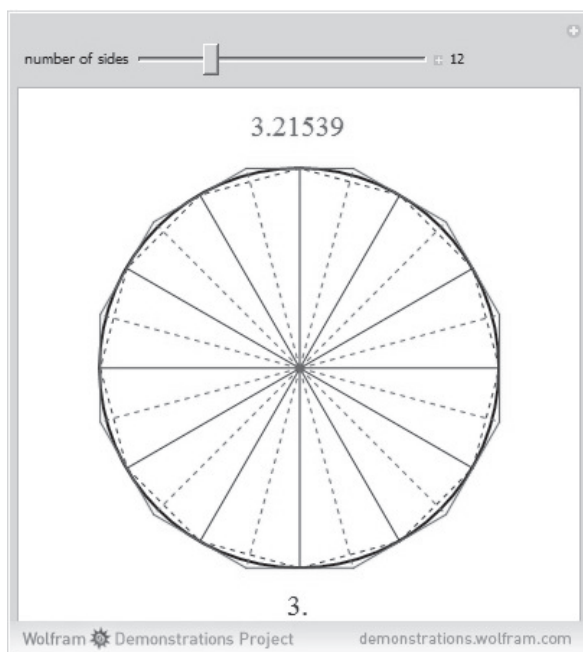 number of sides 12
3.21539
3.
Wolfram Demonstrations Project demonstrations.wolfram.com